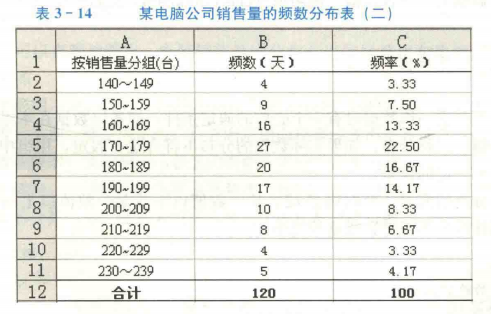 表 3-14 某电脑公司销售量的频数分布表（二）
A B C
1 按销售量分组(台) 频数(天) 频率(%)
2 140～149 4 3.33
3 150~159 9 7.50
4 160~169 16 13.33
5 170~179 27 22.50
6 180~189 20 16.67
7 190~199 17 14.17
8 200~209 10 8.33
9 210~219 8 6.67
10 220~229 4 3.33
11 230～239 5 4.17
12 合计 120 100